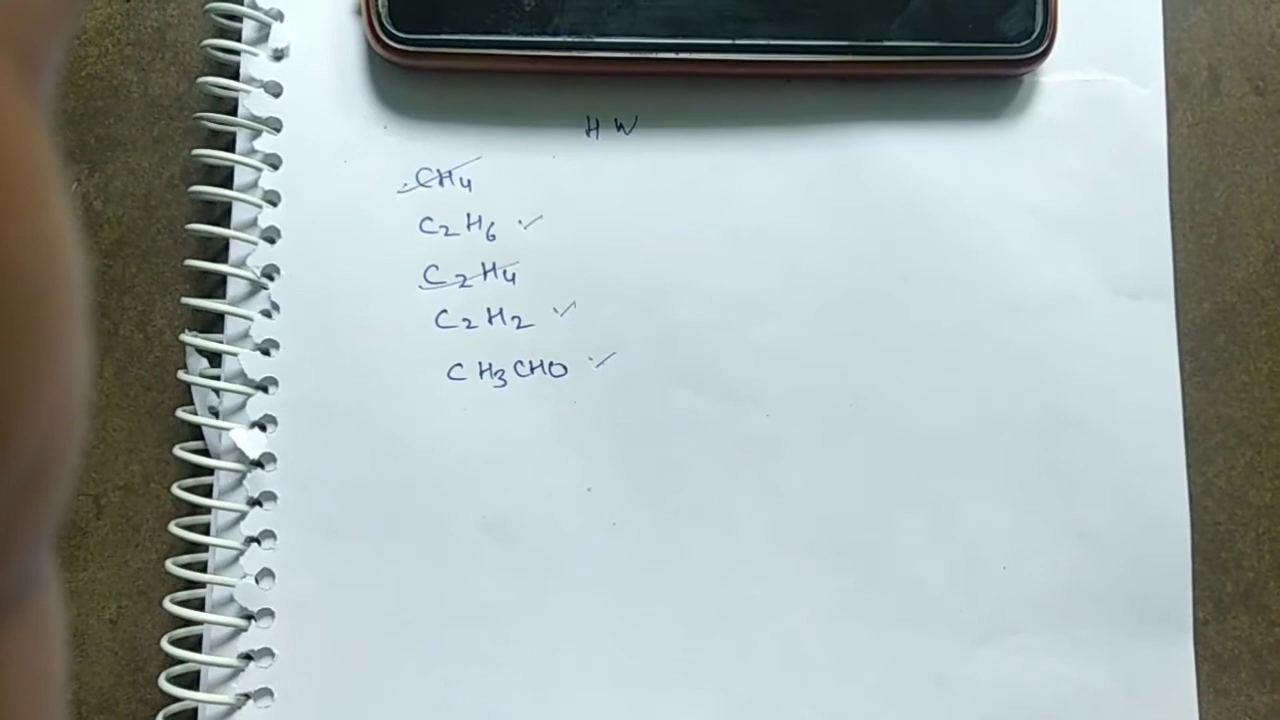 HW
CH4
C2H6 ✓
C2H4
C2H2 ✓
CH3CHO ✓